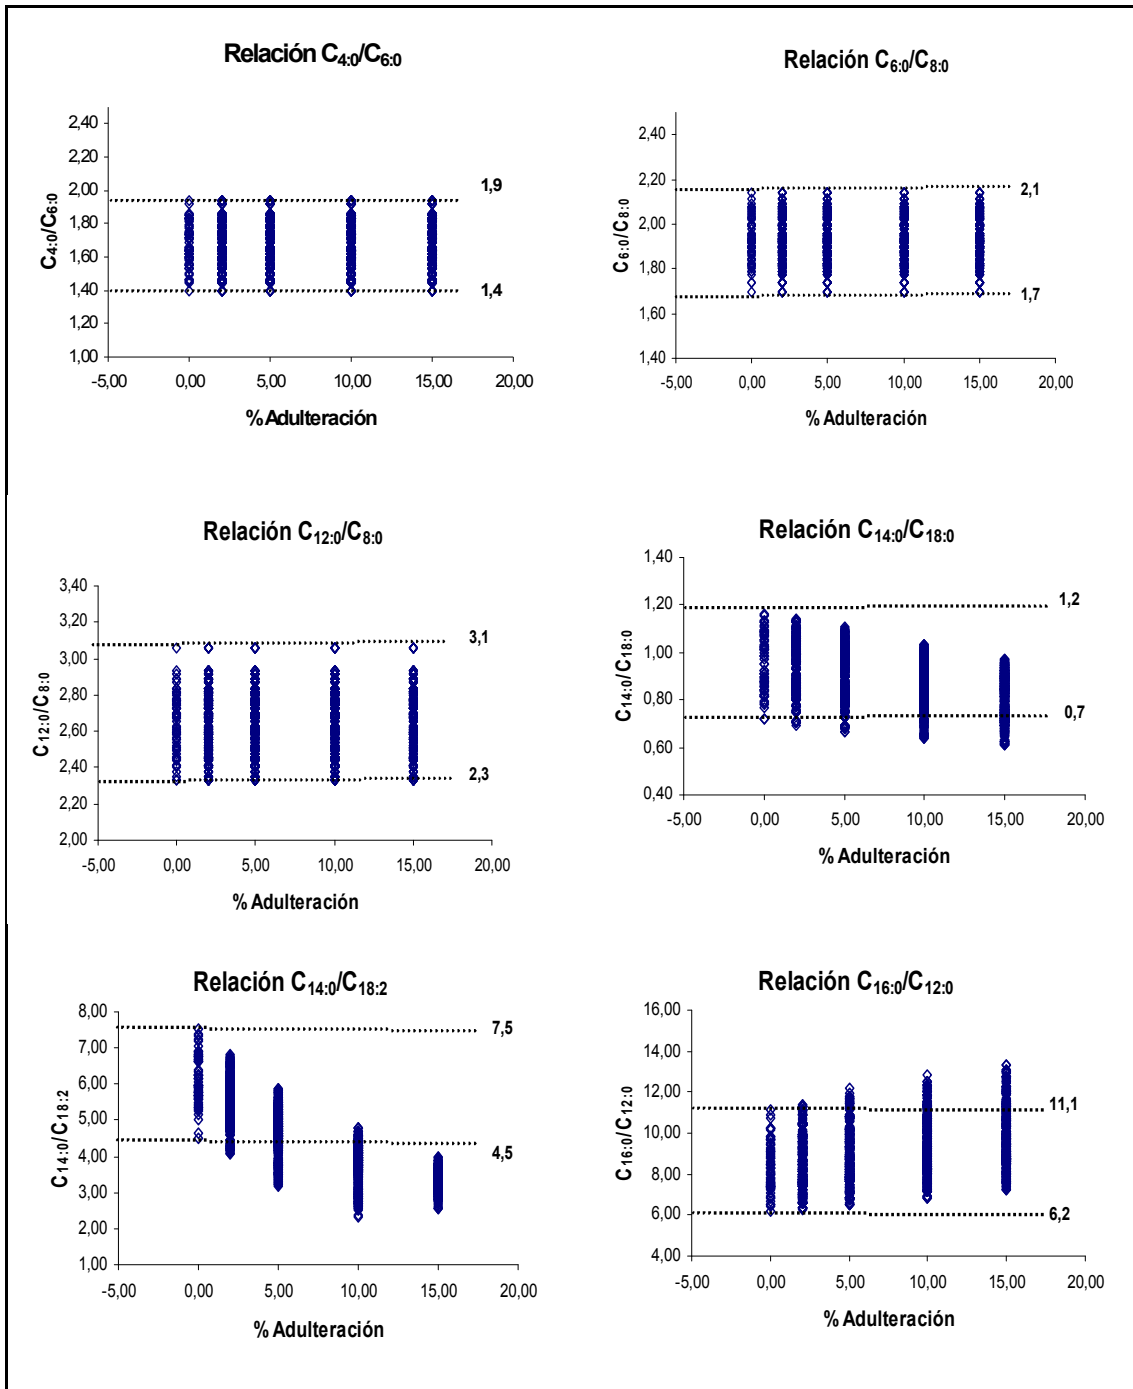 Relación C4:0/C6:0
2,40
2,20
2,00
1,80
1,60
1,40
1,20
1,00
C4:0/C6:0
1,9
1,4
-5,00 0,00 5,00 10,00 15,00 20,00
% Adulteración
Relación C6:0/C8:0
2,40
2,20
2,00
1,80
1,60
1,40
C6:0/C8:0
2,1
1,7
-5,00 0,00 5,00 10,00 15,00 20,00
% Adulteración
Relación C12:0/C8:0
3,40
3,20
3,00
2,80
2,60
2,40
2,20
2,00
C12:0/C8:0
3,1
2,3
-5,00 0,00 5,00 10,00 15,00 20,00
% Adulteración
Relación C14:0/C18:0
1,40
1,20
1,00
0,80
0,60
0,40
C14:0/C18:0
1,2
0,7
-5,00 0,00 5,00 10,00 15,00 20,00
% Adulteración
Relación C14:0/C18:2
8,00
7,00
6,00
5,00
4,00
3,00
2,00
1,00
C14:0/C18:2
7,5
4,5
-5,00 0,00 5,00 10,00 15,00 20,00
% Adulteración
Relación C16:0/C12:0
16,00
14,00
12,00
10,00
8,00
6,00
4,00
C16:0/C12:0
11,1
6,2
-5,00 0,00 5,00 10,00 15,00 20,00
% Adulteración